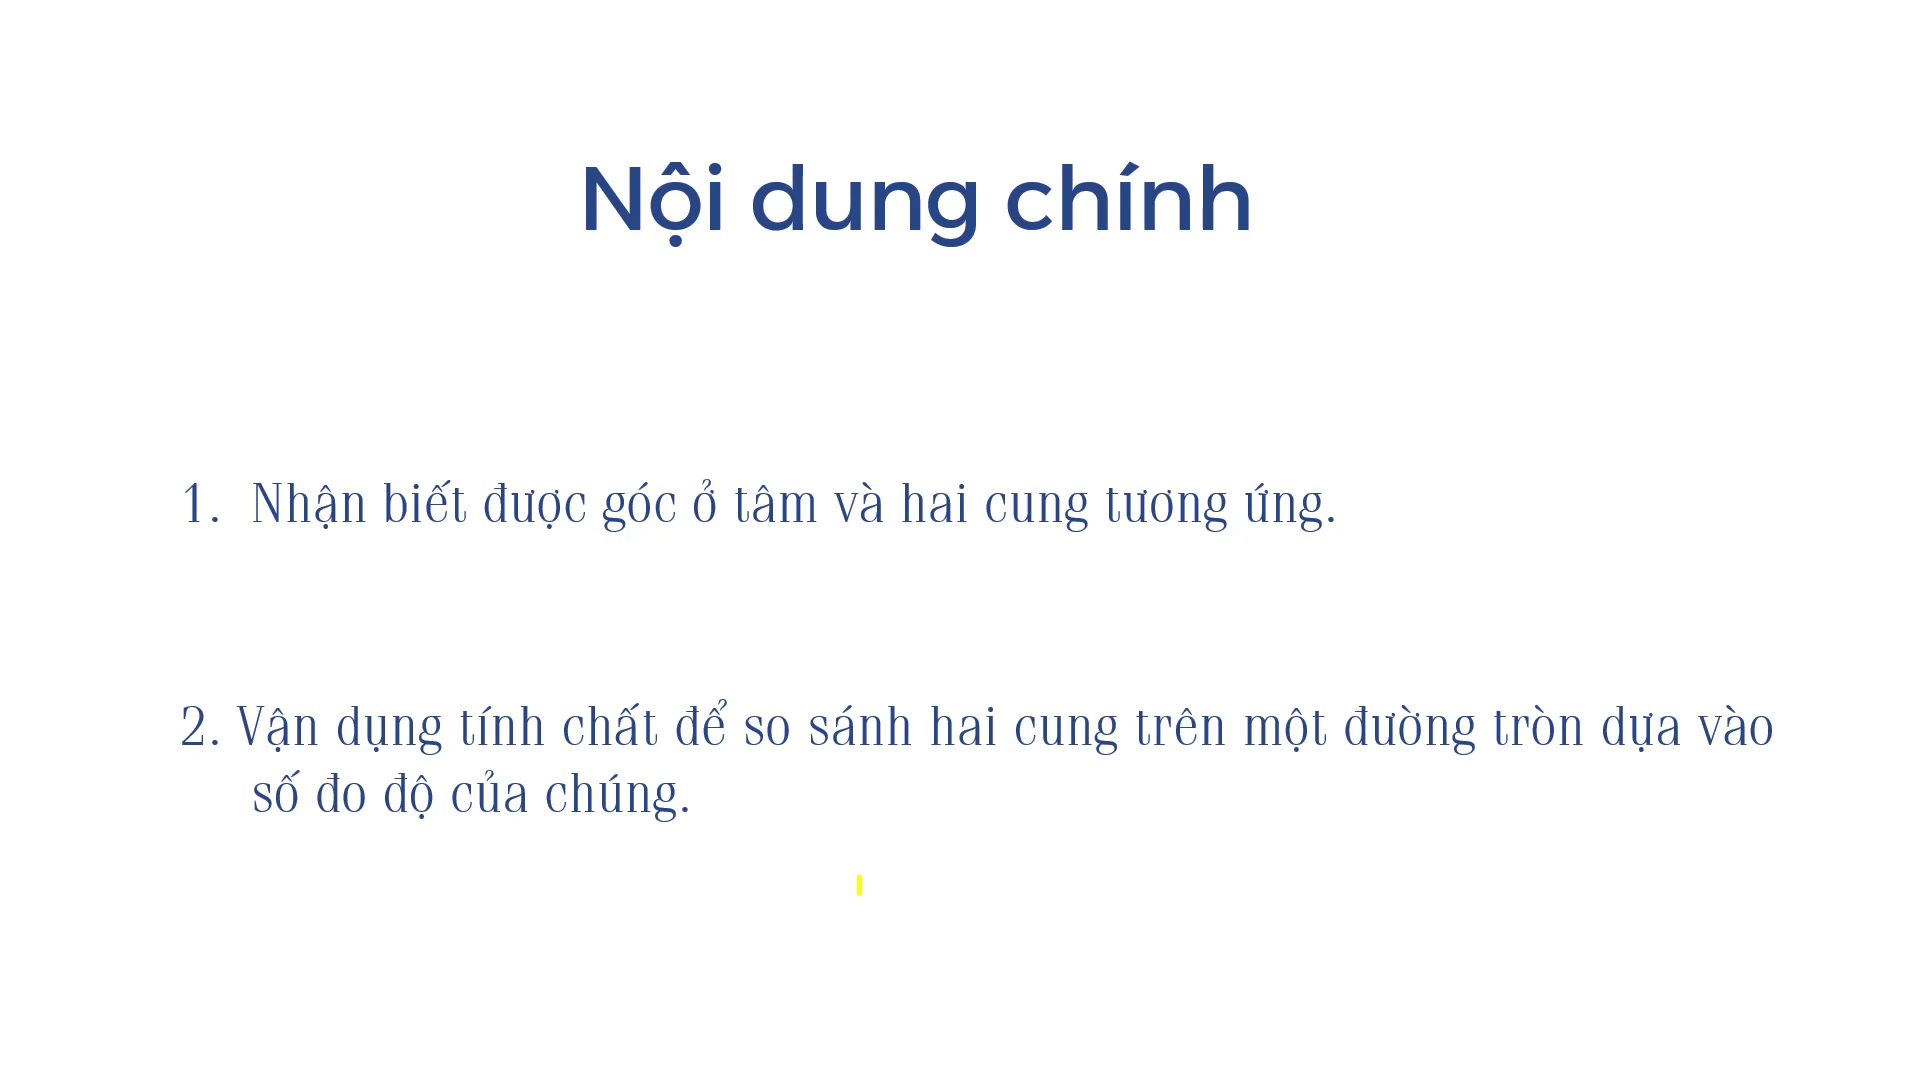 Nội dung chính
1. Nhận biết được góc ở tâm và hai cung tương ứng.
2. Vận dụng tính chất để so sánh hai cung trên một đường tròn dựa vào
số đo độ của chúng.